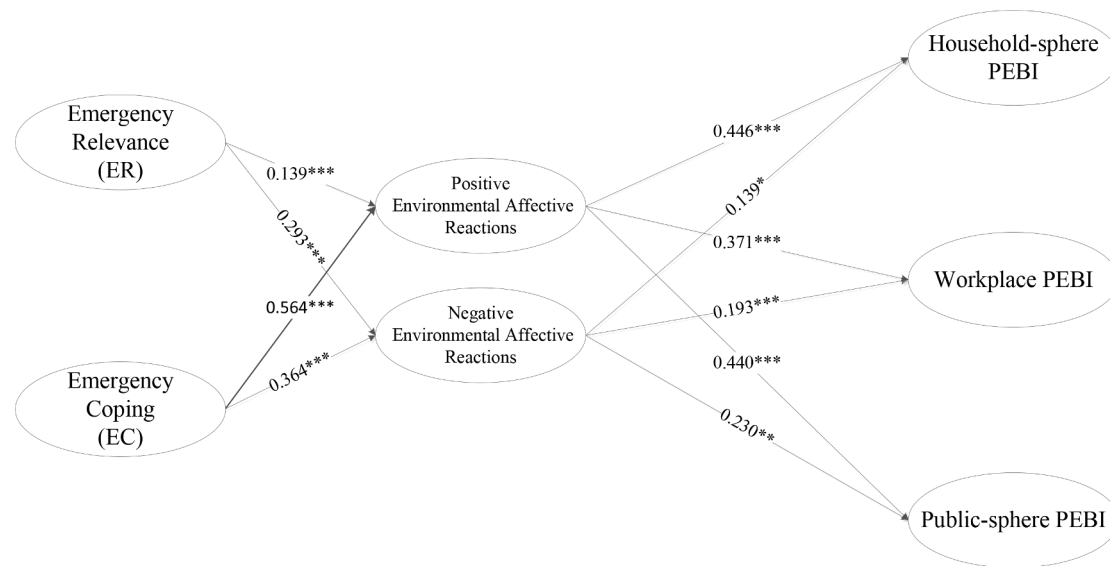 Household-sphere
PEBI
Emergency
Relevance
(ER)
0.446***
0.139***
Positive
Environmental Affective
Reactions
0.139*
0.293***
0.371***
Workplace PEBI
0.564***
Negative
Environmental Affective
Reactions
0.193***
0.364***
0.440***
Emergency
Coping
(EC)
0.230**
Public-sphere PEBI